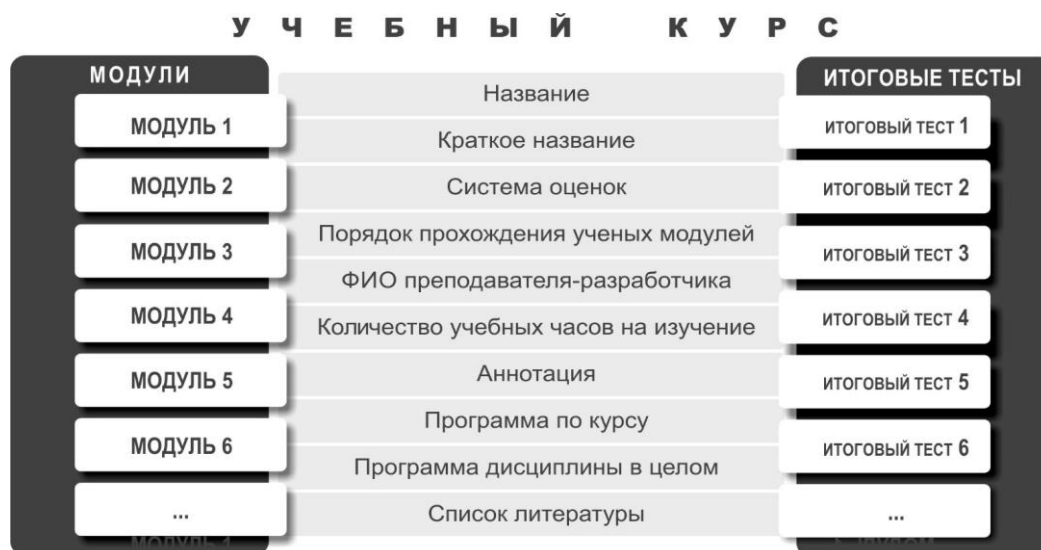 УЧЕБНЫЙ КУРС
МОДУЛИ
МОДУЛЬ 1
МОДУЛЬ 2
МОДУЛЬ 3
МОДУЛЬ 4
МОДУЛЬ 5
МОДУЛЬ 6
...
Название
Краткое название
Система оценок
Порядок прохождения ученых модулей
ФИО преподавателя-разработчика
Количество учебных часов на изучение
Аннотация
Программа по курсу
Программа дисциплины в целом
Список литературы
ИТОГОВЫЕ ТЕСТЫ
ИТОГОВЫЙ ТЕСТ 1
ИТОГОВЫЙ ТЕСТ 2
ИТОГОВЫЙ ТЕСТ 3
ИТОГОВЫЙ ТЕСТ 4
ИТОГОВЫЙ ТЕСТ 5
ИТОГОВЫЙ ТЕСТ 6
...